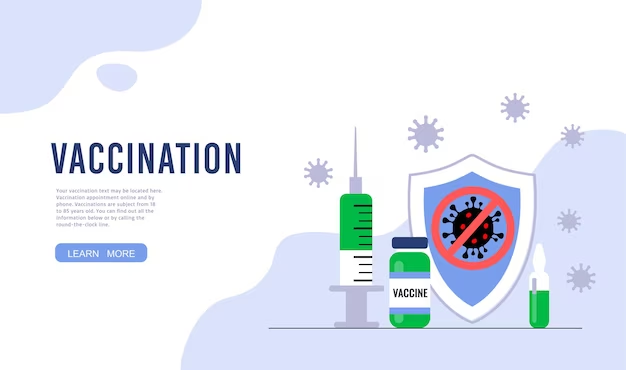 VACCINATION
Your vaccination text may be located here.
Vaccination appointment online and by
phone. Vaccinations are subject from 18
to 85 years old. You can find out all the
information below or by calling the
round-the-clock line.
LEARN MORE
VACCINE